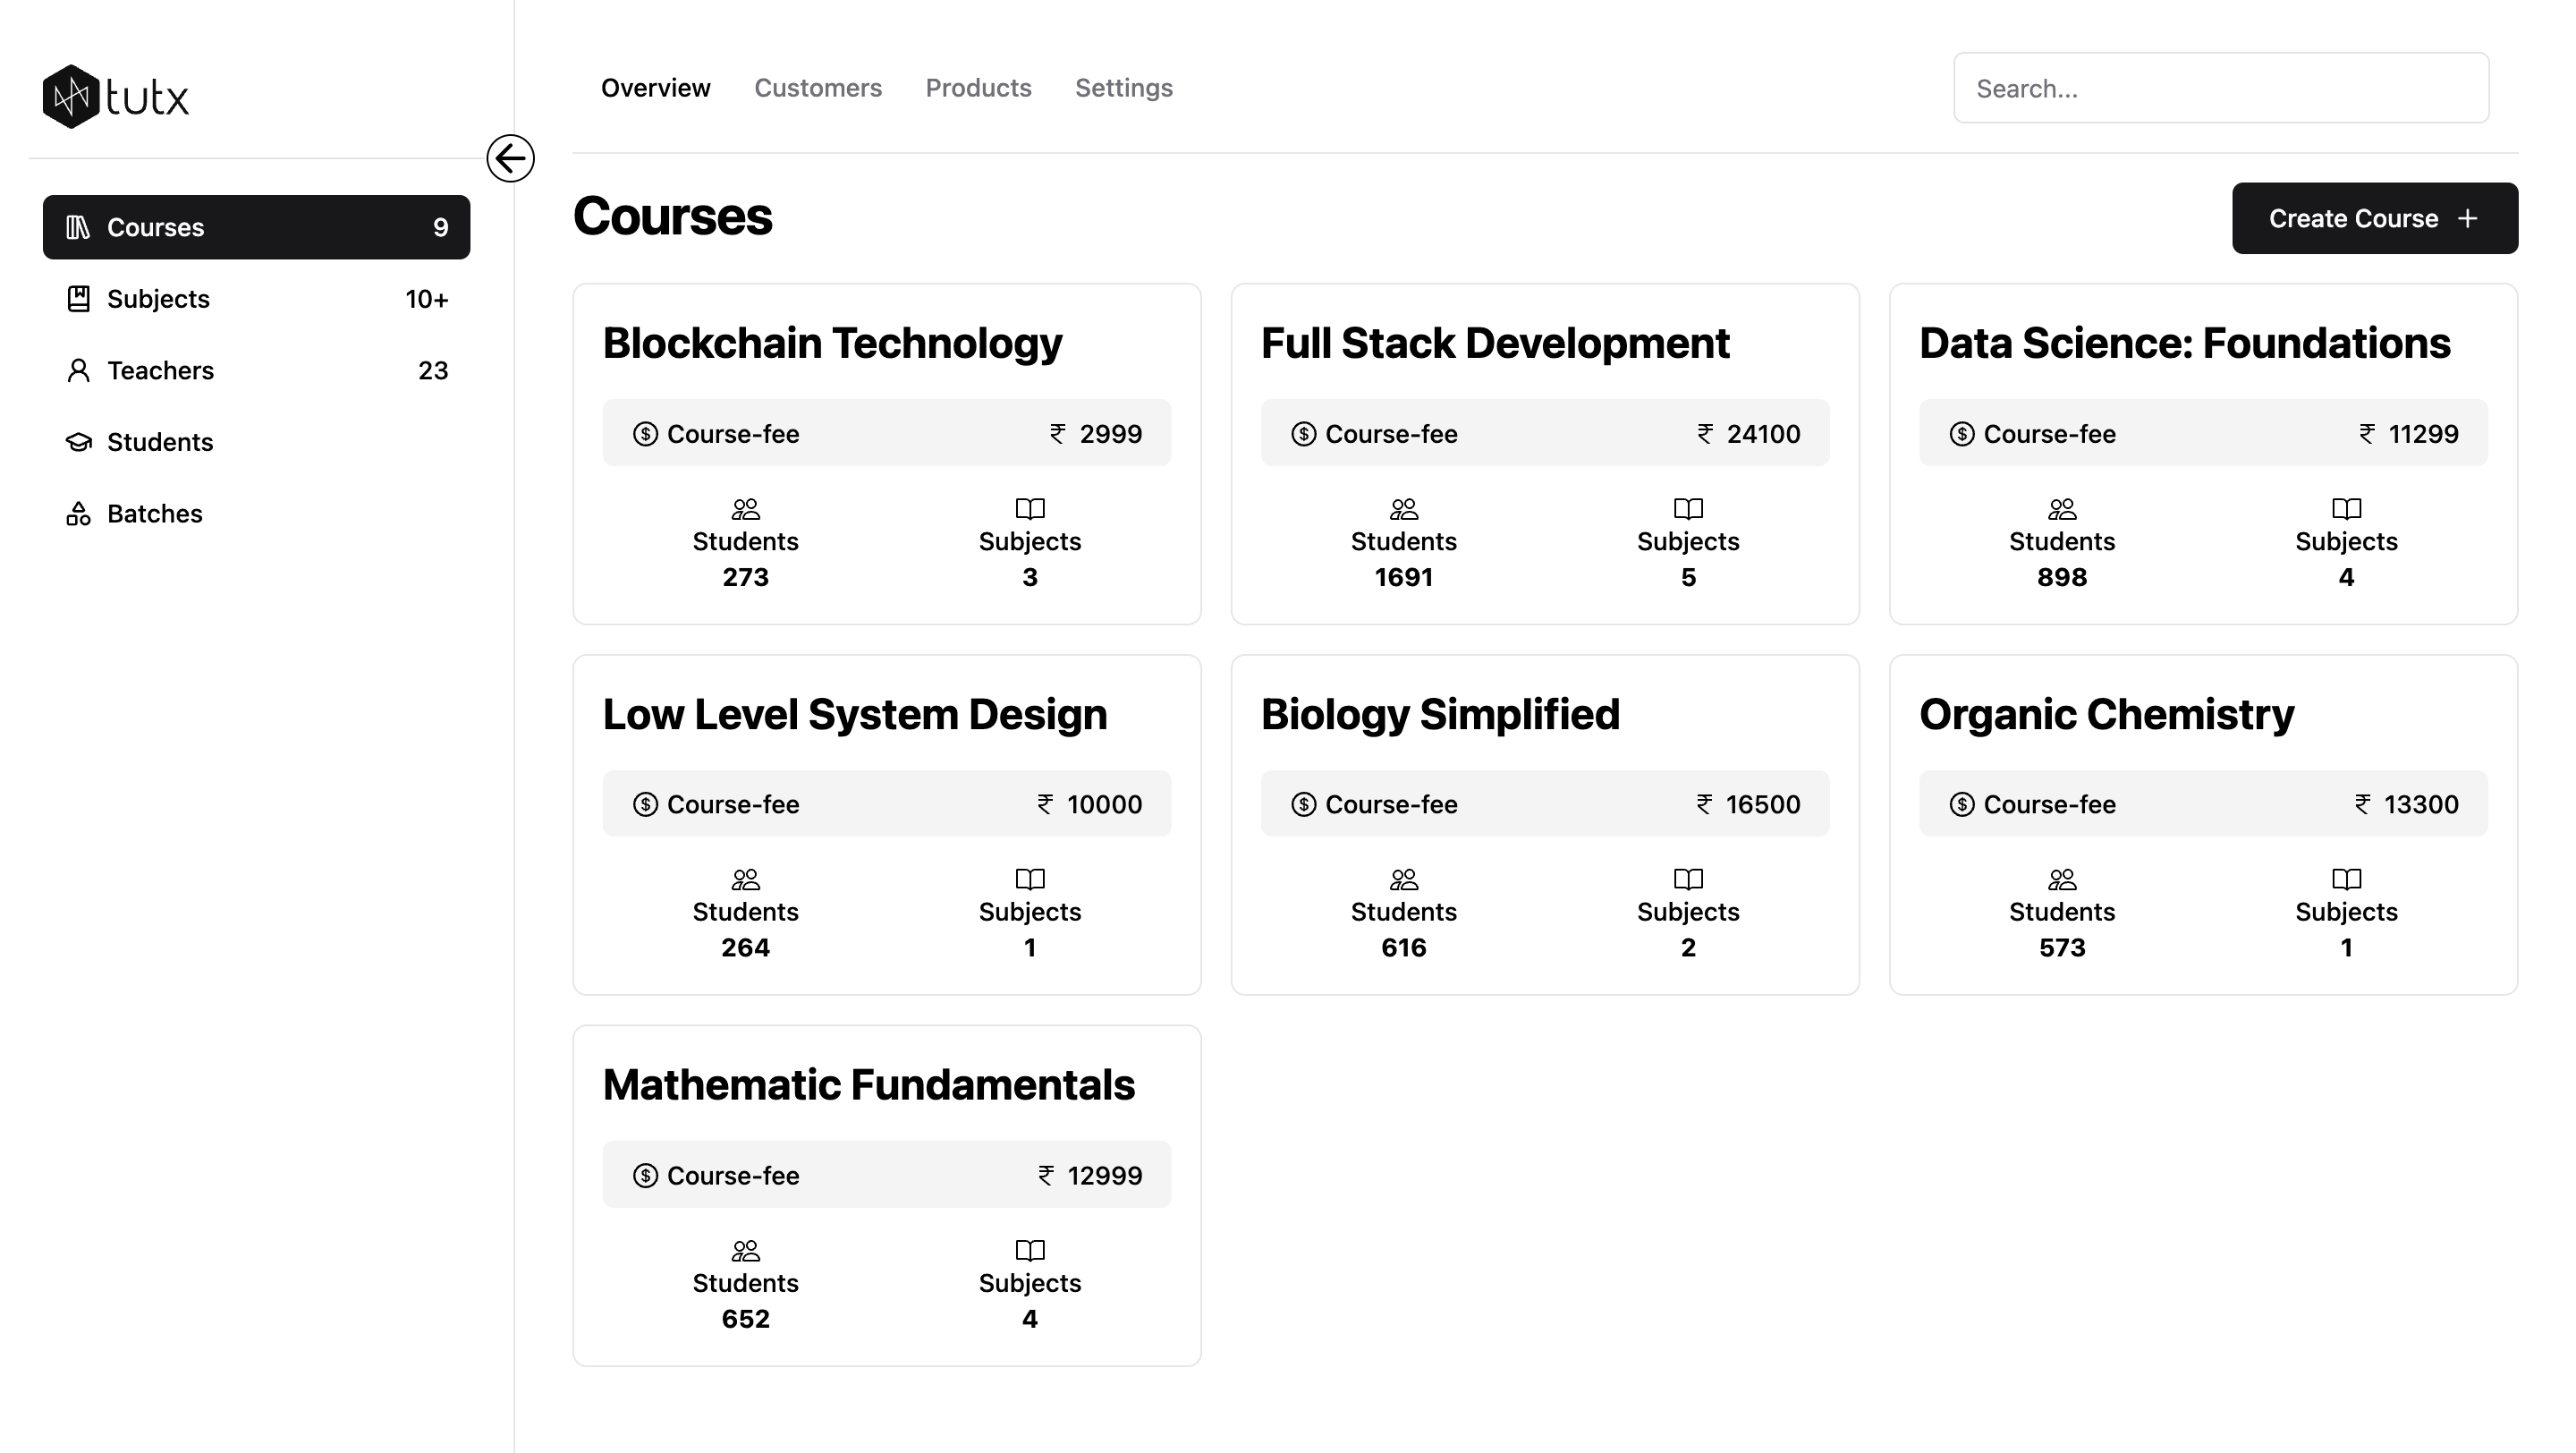 tutx
Courses 9
Subjects 10+
Teachers 23
Students
Batches
Overview Customers Products Settings
Search...
Courses
Create Course +
Blockchain Technology
Course-fee ₹ 2999
Students Subjects
273 3
Full Stack Development
Course-fee ₹ 24100
Students Subjects
1691 5
Data Science: Foundations
Course-fee ₹ 11299
Students Subjects
898 4
Low Level System Design
Course-fee ₹ 10000
Students Subjects
264 1
Biology Simplified
Course-fee ₹ 16500
Students Subjects
616 2
Organic Chemistry
Course-fee ₹ 13300
Students Subjects
573 1
Mathematic Fundamentals
Course-fee ₹ 12999
Students Subjects
652 4